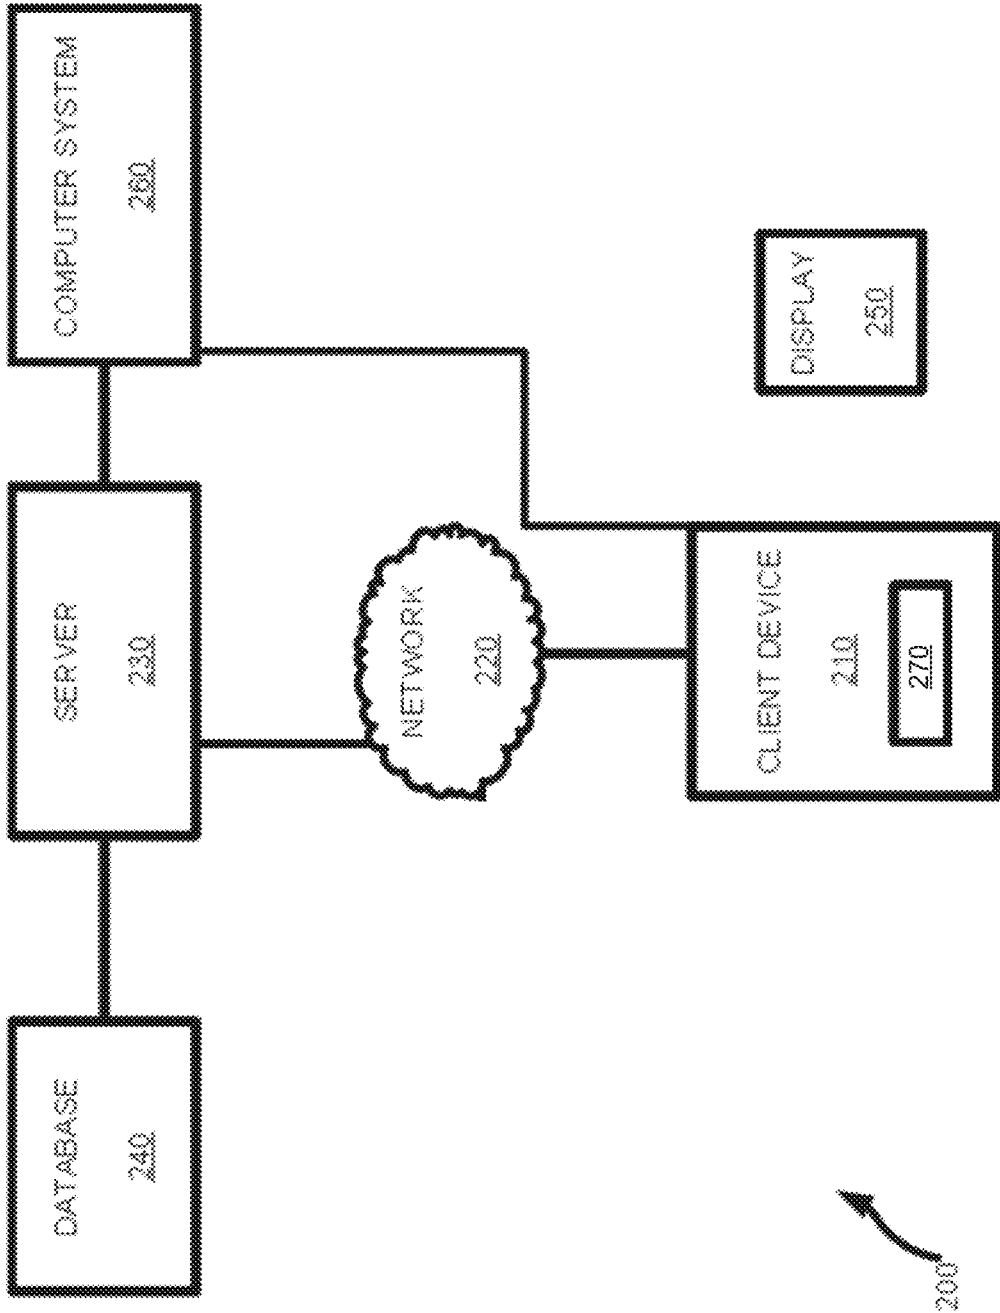 DATABASE
240
SERVER
230
COMPUTER SYSTEM
260
NETWORK
220
CLIENT DEVICE
210
270
DISPLAY
250
200